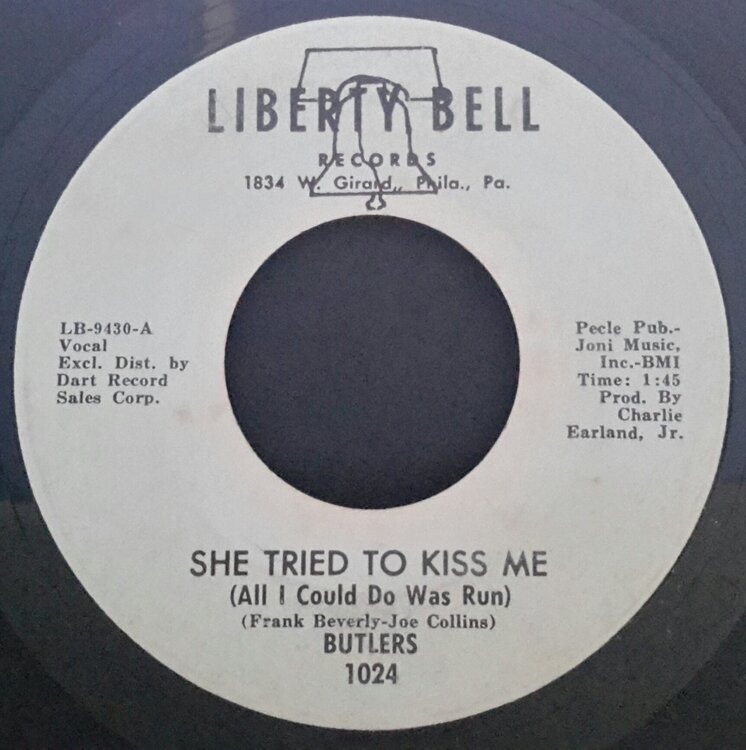 LIBERTY BELL
RECORDS
1834 W. Girard,, Phila., Pa.
LB-9430-A
Vocal
Excl. Dist. by
Dart Record
Sales Corp.
Pecle Pub.-
Joni Music,
Inc.-BMI
Time: 1:45
Prod. By
Charlie
Earland, Jr.
SHE TRIED TO KISS ME
(All I Could Do Was Run)
(Frank Beverly-Joe Collins)
BUTLERS
1024